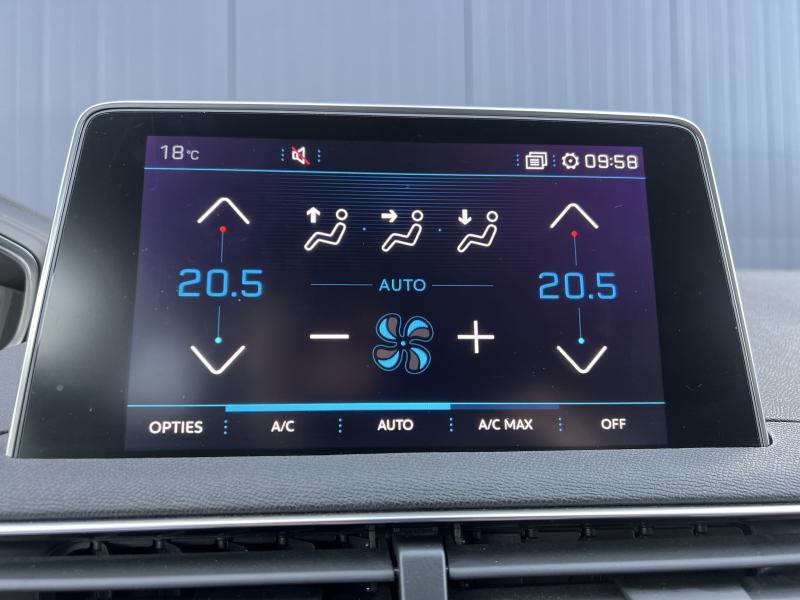 18°C 09:58
20.5 20.5
AUTO
OPTIES A/C AUTO A/C MAX OFF